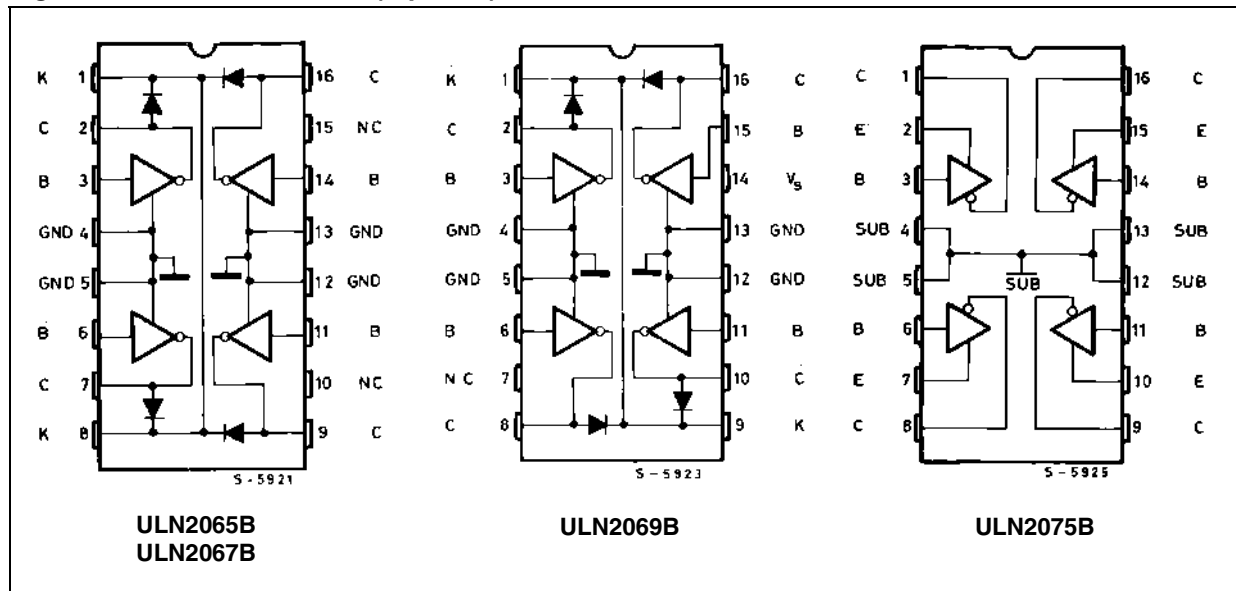 K 1 16 C K 1 16 C C 1 16 C
C 2 15 NC C 2 15 B E 2 15 E
B 3 14 B B 3 14 Vs B 3 14 B
GND 4 13 GND GND 4 13 GND SUB 4 13 SUB
GND 5 12 GND GND 5 12 GND SUB 5 SUB 12 SUB
B 6 11 B B 6 11 B B 6 11 B
C 7 10 NC NC 7 10 C E 7 10 E
K 8 9 C C 8 9 K C 8 9 C
S-5921 S-5923 S-5925
ULN2065B ULN2069B ULN2075B
ULN2067B